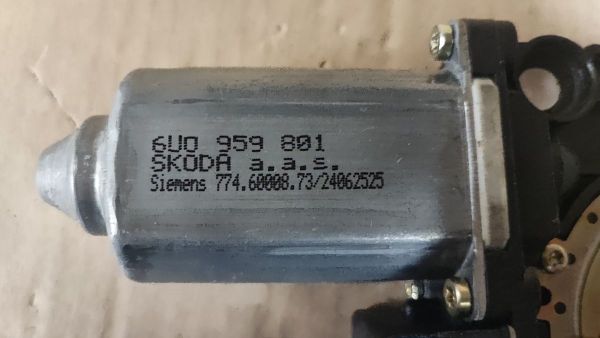 6U0 959 801
SKODA a.a.s.
Siemens 774.60008.73/24062525